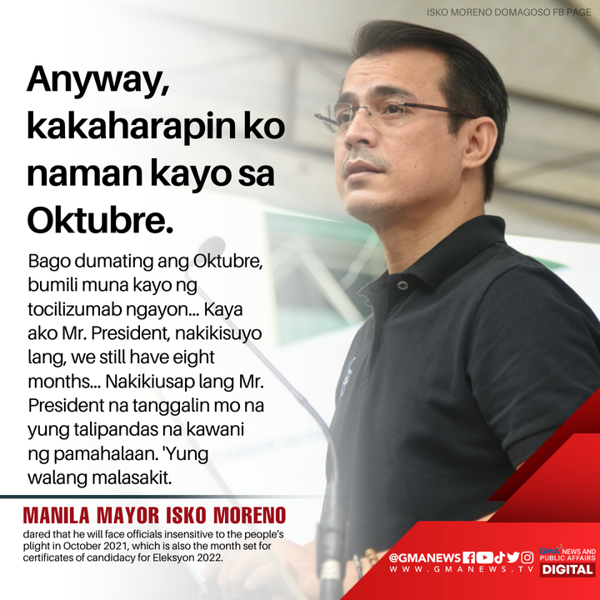 ISKO MORENO DOMAGOSO FB PAGE
Anyway,
kakaharapin ko
naman kayo sa
Oktubre.
Bago dumating ang Oktubre,
bumili muna kayo ng
tocilizumab ngayon... Kaya
ako Mr. President, nakikisuyo
lang, we still have eight
months... Nakikiusap lang Mr.
President na tanggalin mo na
yung talipandas na kawani
ng pamahalaan. 'Yung
walang malasakit.
MANILA MAYOR ISKO MORENO
dared that he will face officials insensitive to the people's
plight in October 2021, which is also the month set for
certificates of candidacy for Eleksyon 2022.
@GMANEWS
WWW.GMANEWS.TV
GMA NEWS AND
PUBLIC AFFAIRS
DIGITAL